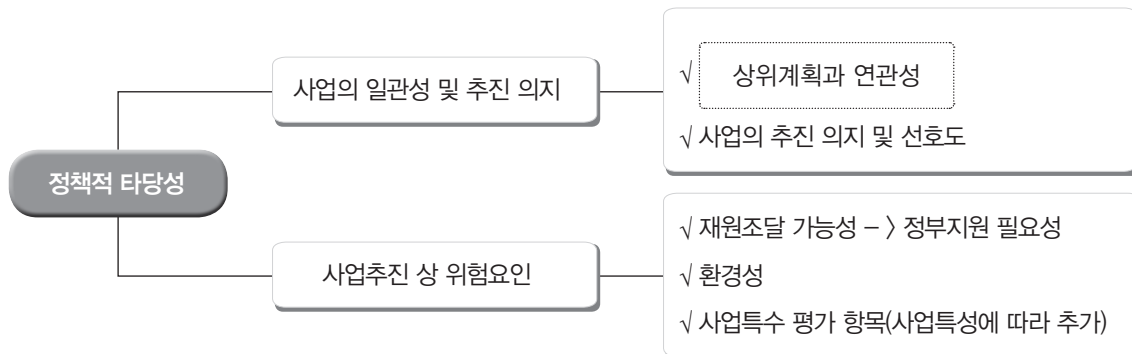 정책적 타당성
사업의 일관성 및 추진 의지
√ 상위계획과 연관성
√ 사업의 추진 의지 및 선호도
사업추진 상 위험요인
√ 재원조달 가능성 – 〉 정부지원 필요성
√ 환경성
√ 사업특수 평가 항목(사업특성에 따라 추가)